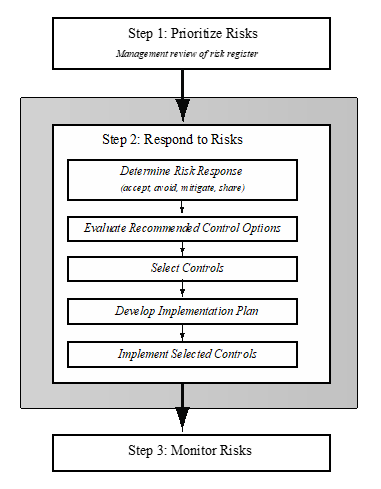 Step 1: Prioritize Risks
Management review of risk register
Step 2: Respond to Risks
Determine Risk Response
(accept, avoid, mitigate, share)
Evaluate Recommended Control Options
Select Controls
Develop Implementation Plan
Implement Selected Controls
Step 3: Monitor Risks